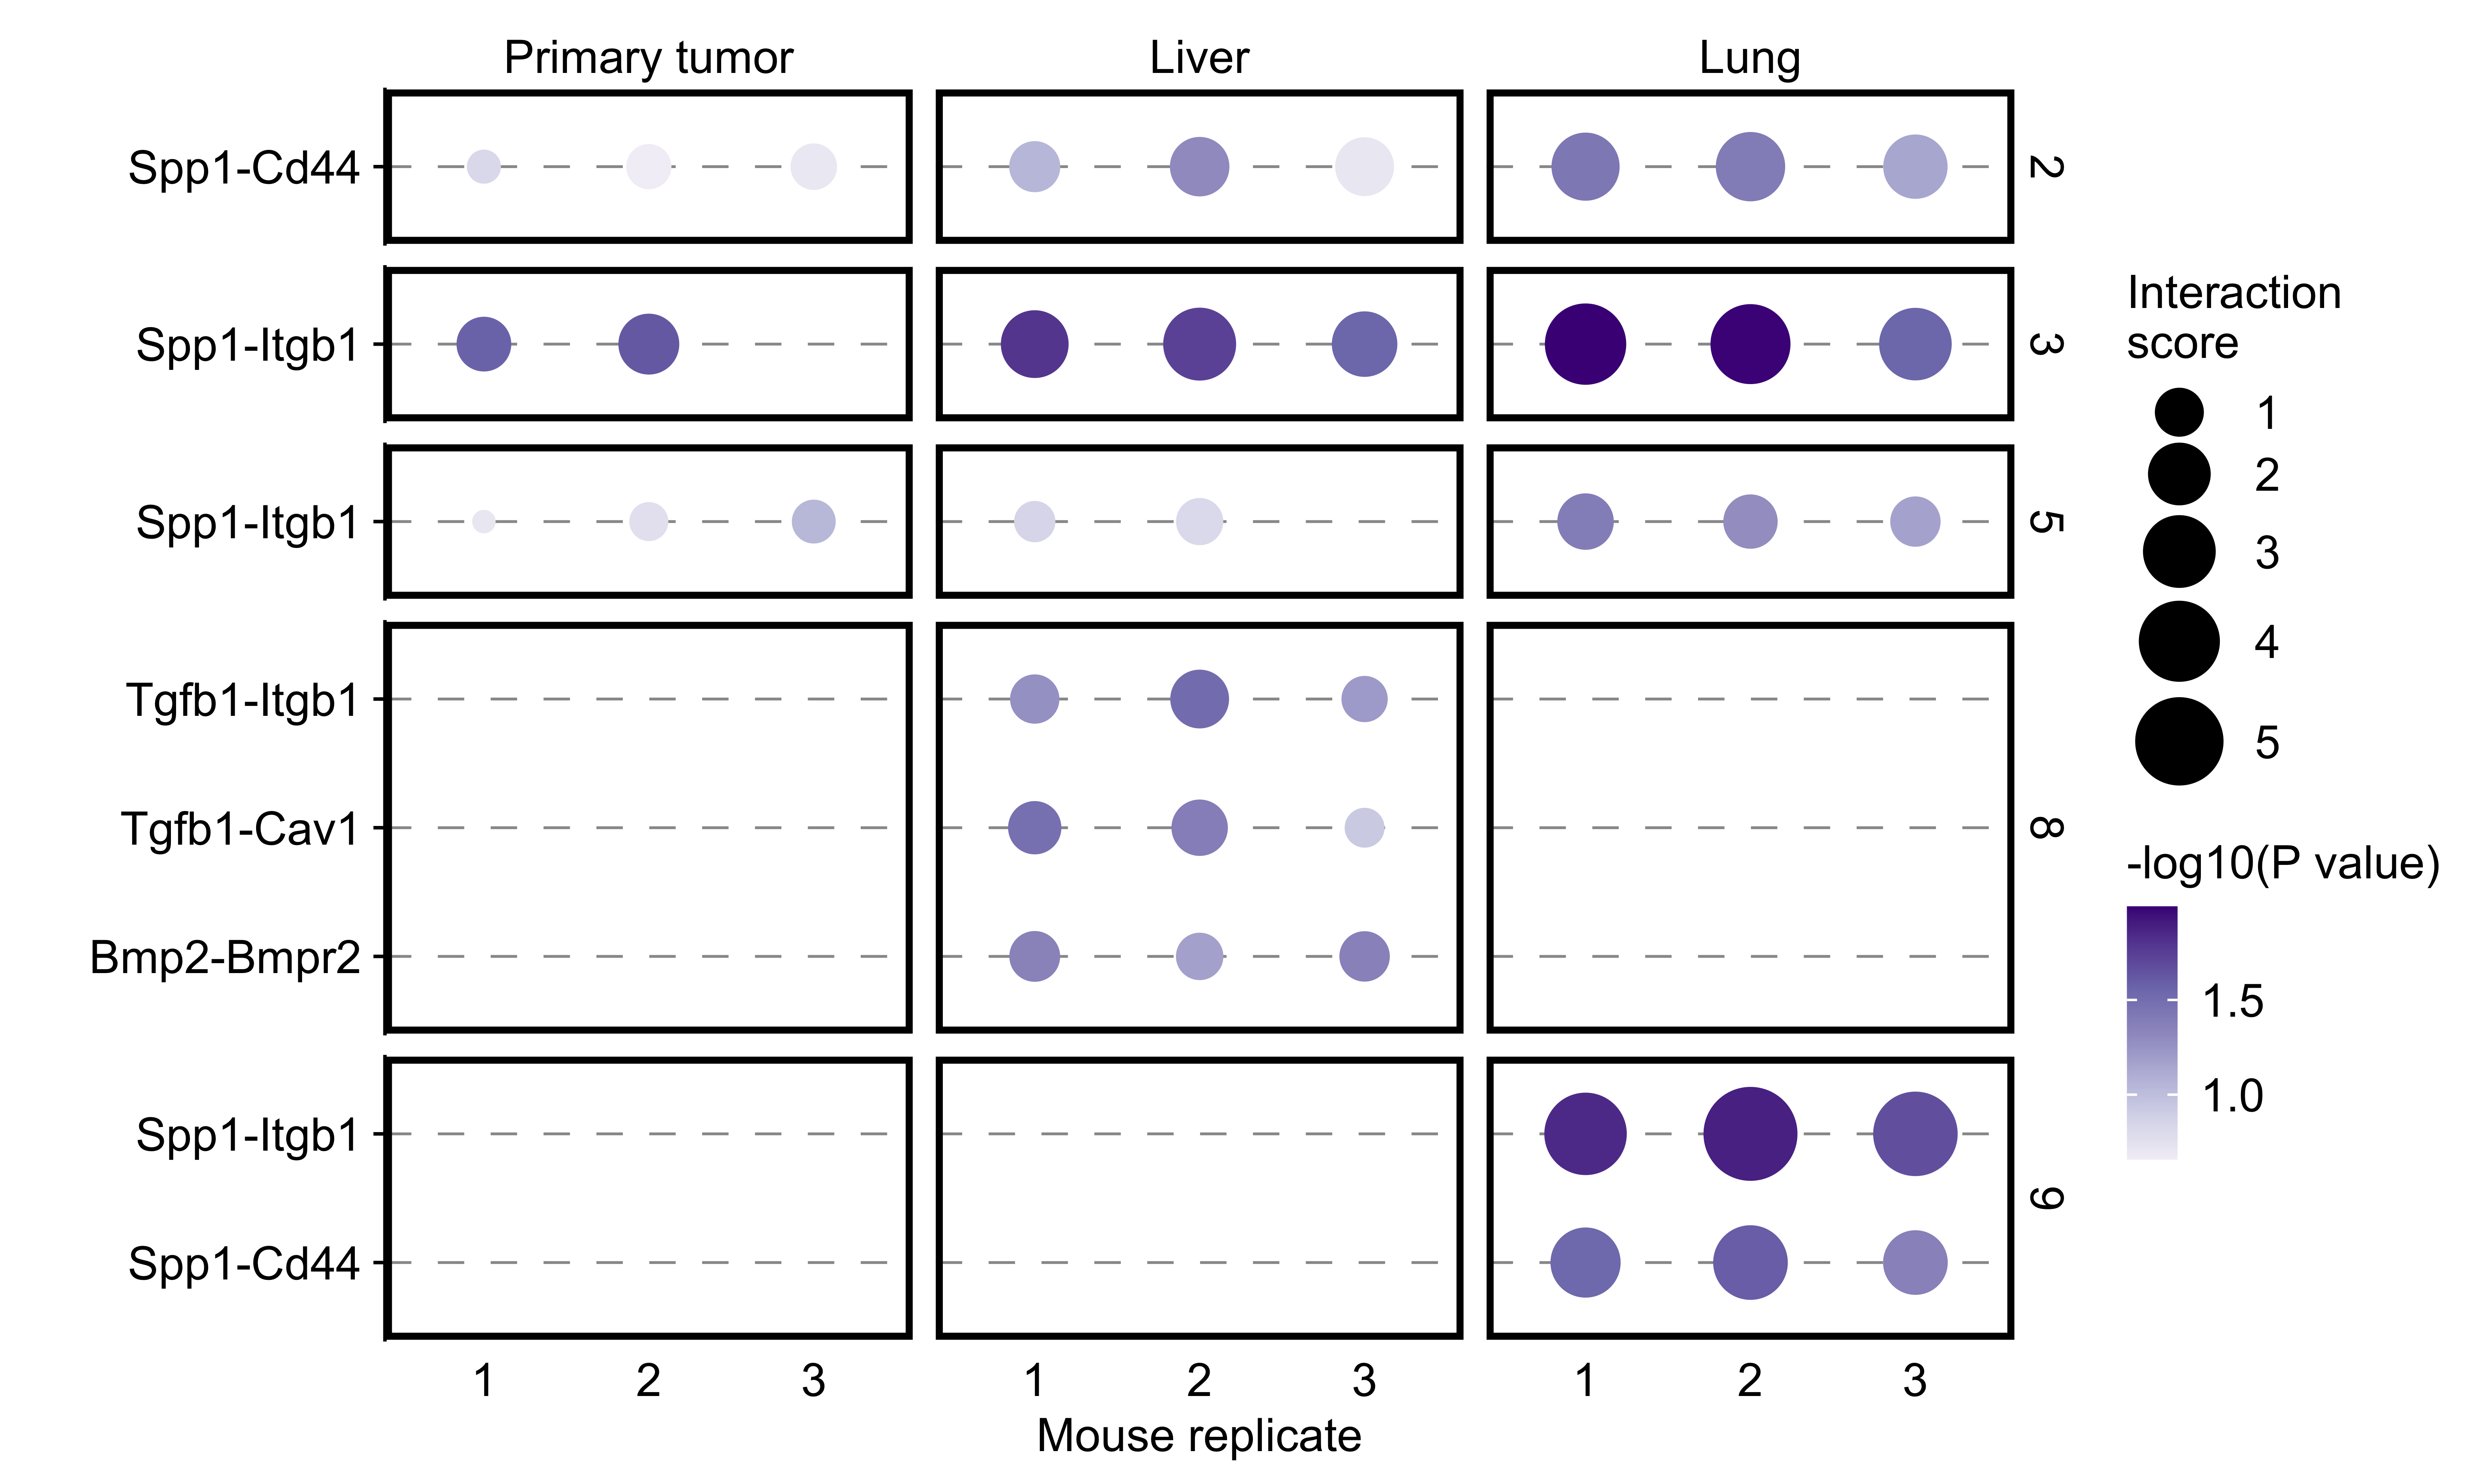 Primary tumor
Liver
Lung
Spp1-Cd44
2
Spp1-Itgb1
3
Spp1-Itgb1
5
Tgfb1-Itgb1
Tgfb1-Cav1
8
Bmp2-Bmpr2
Spp1-Itgb1
9
Spp1-Cd44
1 2 3 1 2 3 1 2 3
Mouse replicate
Interaction
score
1
2
3
4
5
-log10(P value)
1.5
1.0